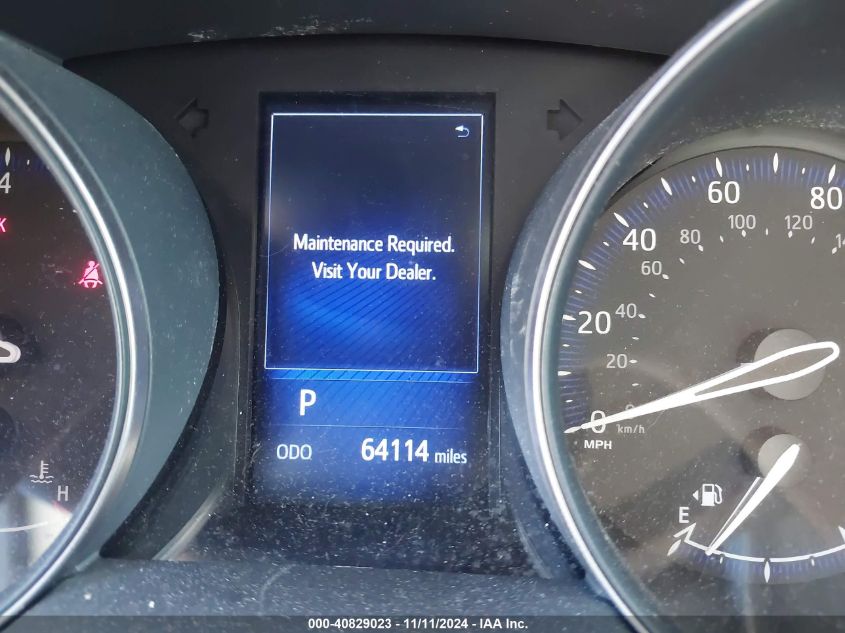 Maintenance Required.
Visit Your Dealer.
P
ODO 64114 miles
4
K
H
0
20
40
60
80
20
40
60
80
100
120
MPH
km/h
E
000-40829023 - 11/11/2024 - IAA Inc.